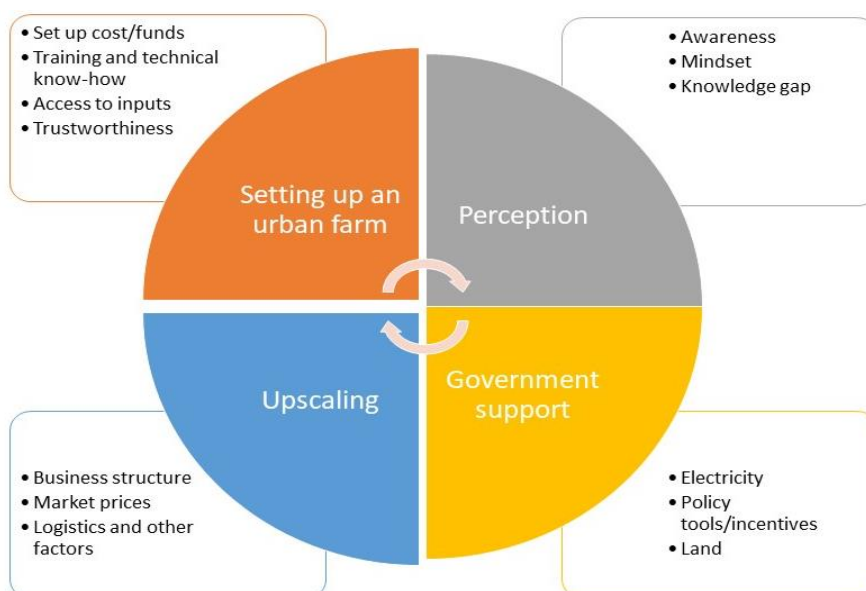 • Set up cost/funds
• Training and technical
know-how
• Access to inputs
• Trustworthiness
• Awareness
• Mindset
• Knowledge gap
Setting up an
urban farm
Perception
Upscaling
Government
support
• Business structure
• Market prices
• Logistics and other
factors
• Electricity
• Policy
tools/incentives
• Land